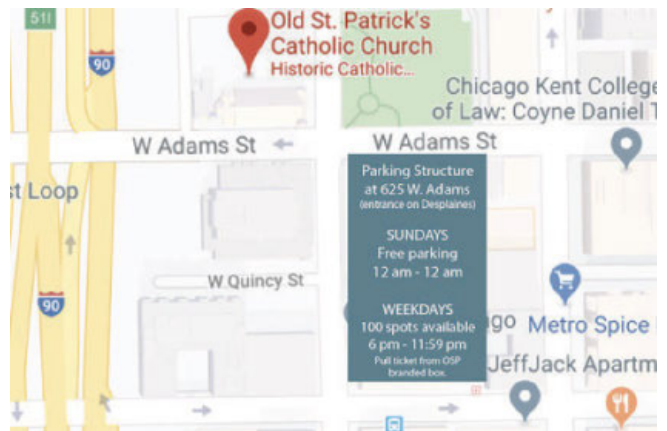 51I
Old St. Patrick's
Catholic Church
Historic Catholic...
90
Chicago Kent College
of Law: Coyne Daniel T
W Adams St
W Adams St
st Loop
Parking Structure
at 625 W. Adams
(entrance on Desplaines)
SUNDAYS
Free parking
12 am - 12 am
W Quincy St
90
WEEKDAYS
100 spots available
6 pm - 11:59 pm
Pull ticket from OSP
branded box.
ago
Metro Spice
JeffJack Apartm